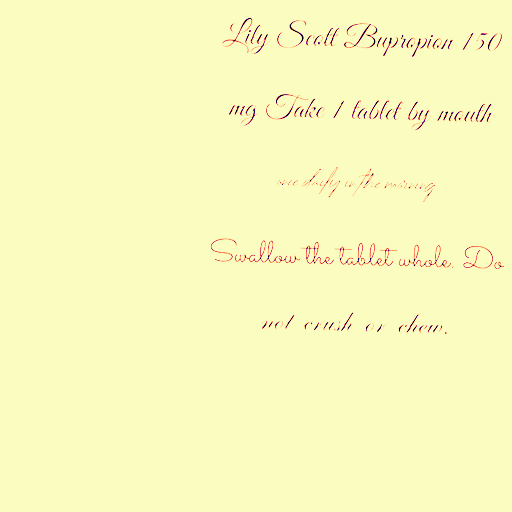 Lily Scott Bupropion 150
mg Take 1 tablet by mouth
once daily in the morning
Swallow the tablet whole. Do
not crush or chew.